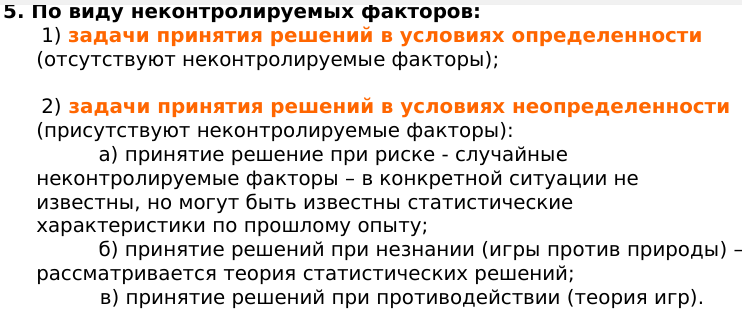 5. По виду неконтролируемых факторов:
1) задачи принятия решений в условиях определенности
(отсутствуют неконтролируемые факторы);
2) задачи принятия решений в условиях неопределенности
(присутствуют неконтролируемые факторы):
а) принятие решение при риске - случайные
неконтролируемые факторы – в конкретной ситуации не
известны, но могут быть известны статистические
характеристики по прошлому опыту;
б) принятие решений при незнании (игры против природы) –
рассматривается теория статистических решений;
в) принятие решений при противодействии (теория игр).